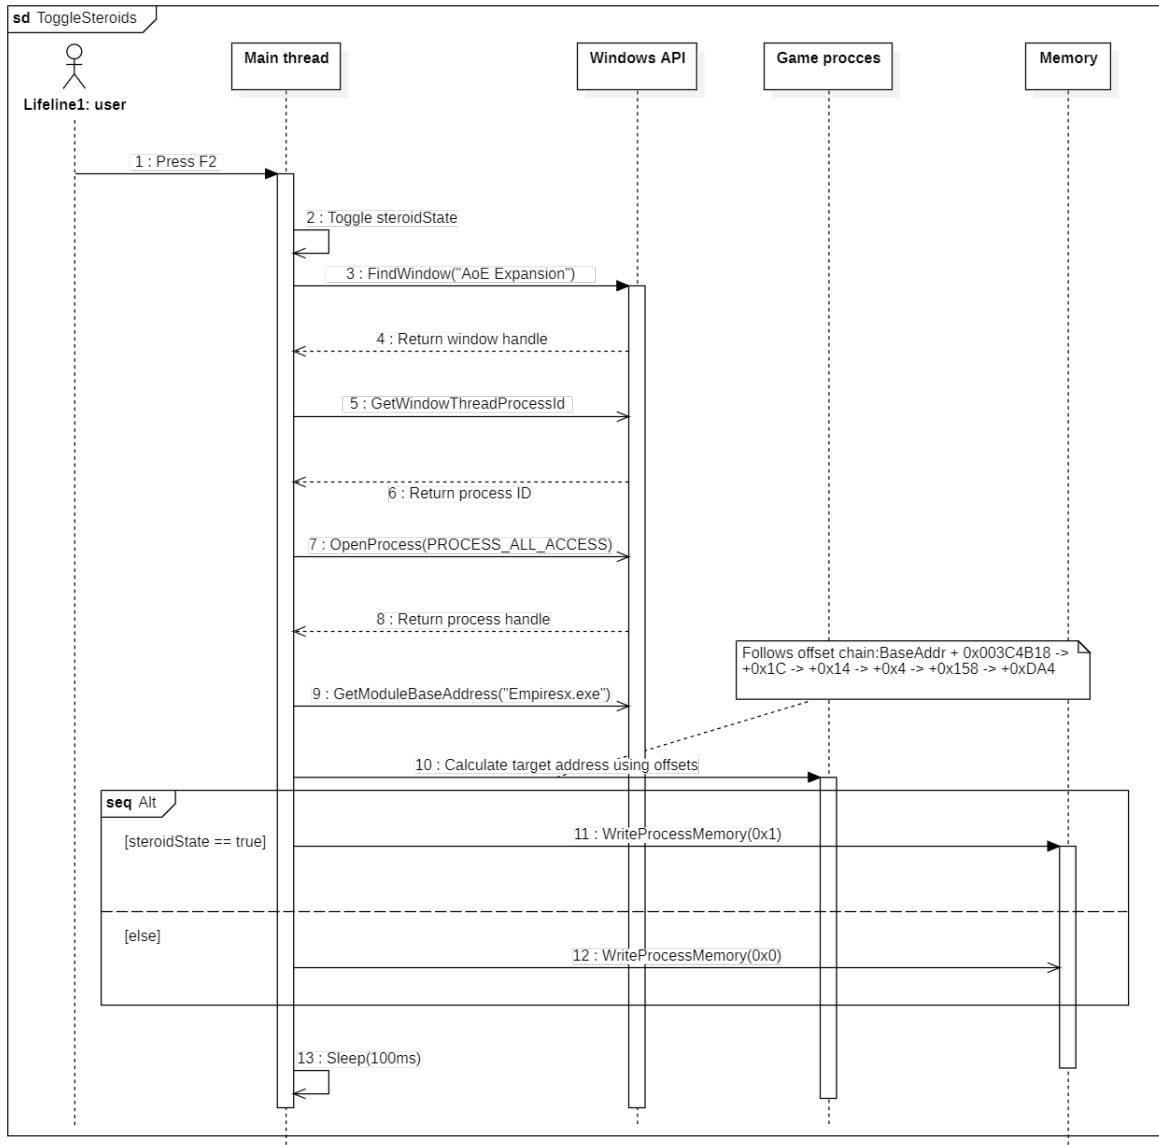 sd ToggleSteroids
Lifeline1: user
Main thread
Windows API
Game procces
Memory
1 : Press F2
2 : Toggle steroidState
3 : FindWindow("AoE Expansion")
4 : Return window handle
5 : GetWindowThreadProcessId
6 : Return process ID
7 : OpenProcess(PROCESS_ALL_ACCESS)
8 : Return process handle
Follows offset chain:BaseAddr + 0x003C4B18 ->
+0x1C -> +0x14 -> +0x4 -> +0x158 -> +0xDA4
9 : GetModuleBaseAddress("Empiresx.exe")
10 : Calculate target address using offsets
seq Alt
[steroidState == true]
11 : WriteProcessMemory(0x1)
[else]
12 : WriteProcessMemory(0x0)
13 : Sleep(100ms)